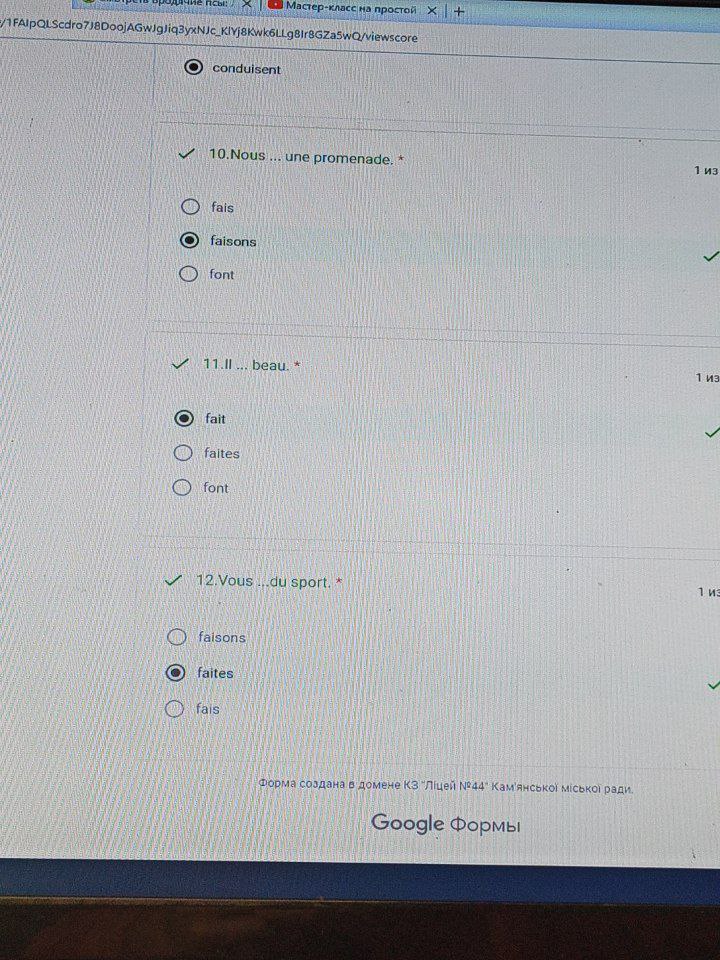 Мастер-класс на простой
/1FAIpQLScdro7J8DoojAGwJgJiq3yxNJc_KlYj8Kwk6LLg8Ir8GZa5wQ/viewscore
conduisent
10.Nous ... une promenade. *
1 из
fais
faisons
font
11.Il ... beau. *
1 из
fait
faites
font
12.Vous ...du sport. *
1 из
faisons
faites
fais
Форма создана в домене КЗ "Ліцей №44" Кам'янської міської ради.
Google Формы